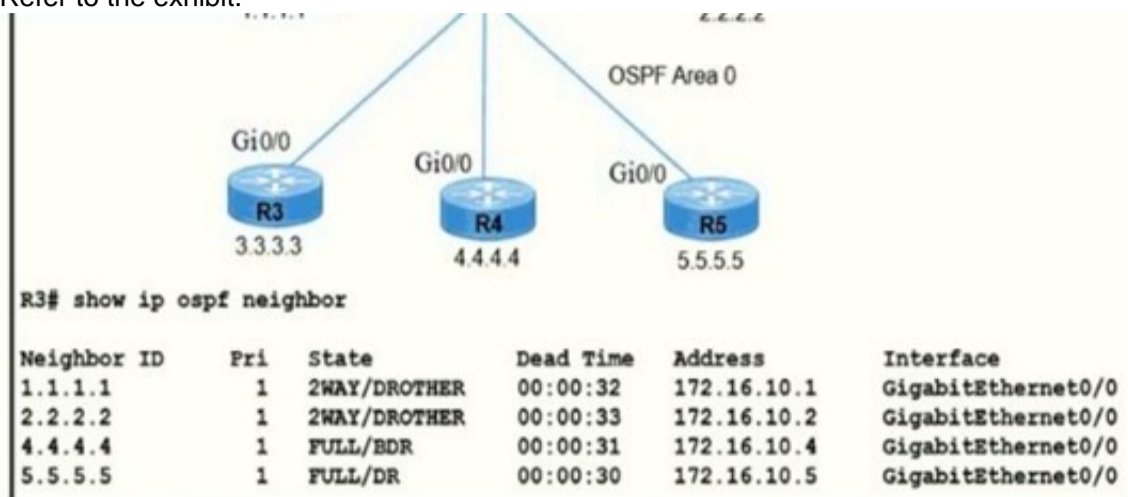 Refer to the exhibit.
1.1.1.1
2.2.2.2
OSPF Area 0
Gi0/0
Gi0/0
Gi0/0
R3
R4
R5
3.3.3.3
4.4.4.4
5.5.5.5
R3# show ip ospf neighbor
Neighbor ID Pri State Dead Time Address Interface
1.1.1.1 1 2WAY/DROTHER 00:00:32 172.16.10.1 GigabitEthernet0/0
2.2.2.2 1 2WAY/DROTHER 00:00:33 172.16.10.2 GigabitEthernet0/0
4.4.4.4 1 FULL/BDR 00:00:31 172.16.10.4 GigabitEthernet0/0
5.5.5.5 1 FULL/DR 00:00:30 172.16.10.5 GigabitEthernet0/0